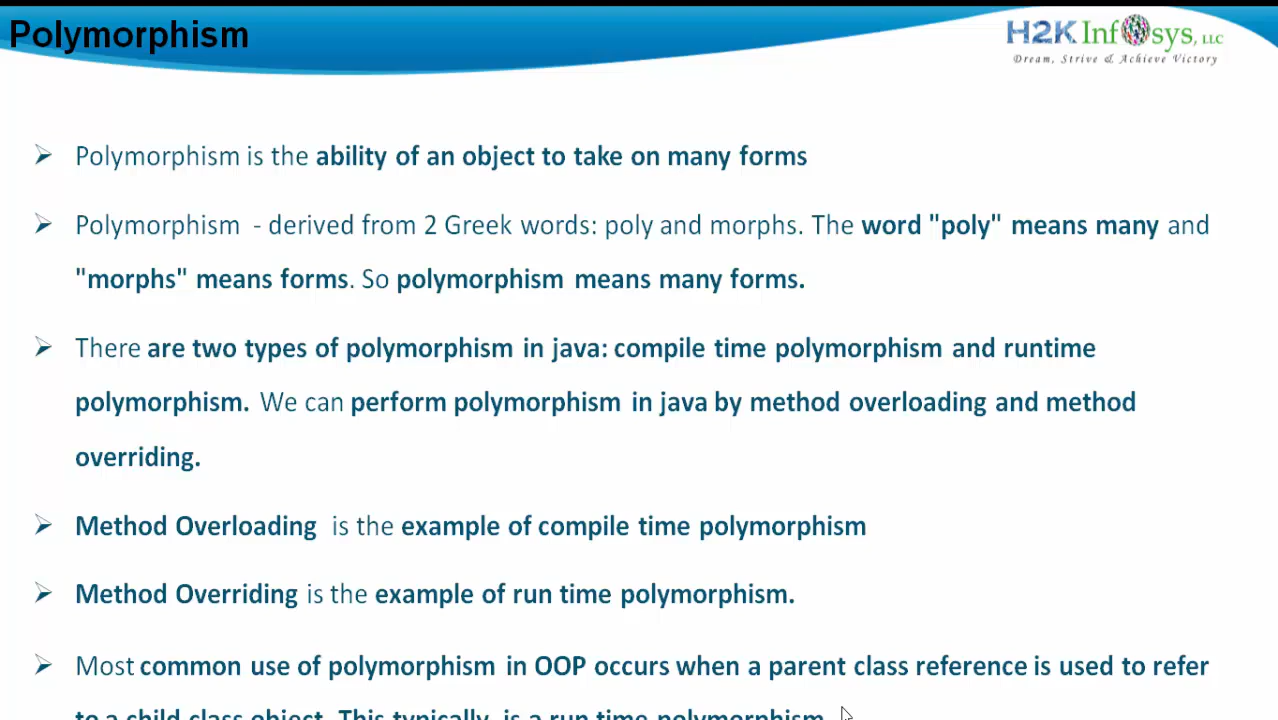 Polymorphism
H2K Infosys, LLC
Dream, Strive & Achieve Victory
Polymorphism is the ability of an object to take on many forms
Polymorphism - derived from 2 Greek words: poly and morphs. The word "poly" means many and
"morphs" means forms. So polymorphism means many forms.
There are two types of polymorphism in java: compile time polymorphism and runtime
polymorphism. We can perform polymorphism in java by method overloading and method
overriding.
Method Overloading is the example of compile time polymorphism
Method Overriding is the example of run time polymorphism.
Most common use of polymorphism in OOP occurs when a parent class reference is used to refer
to a child class object. This typically is a run time polymorphism